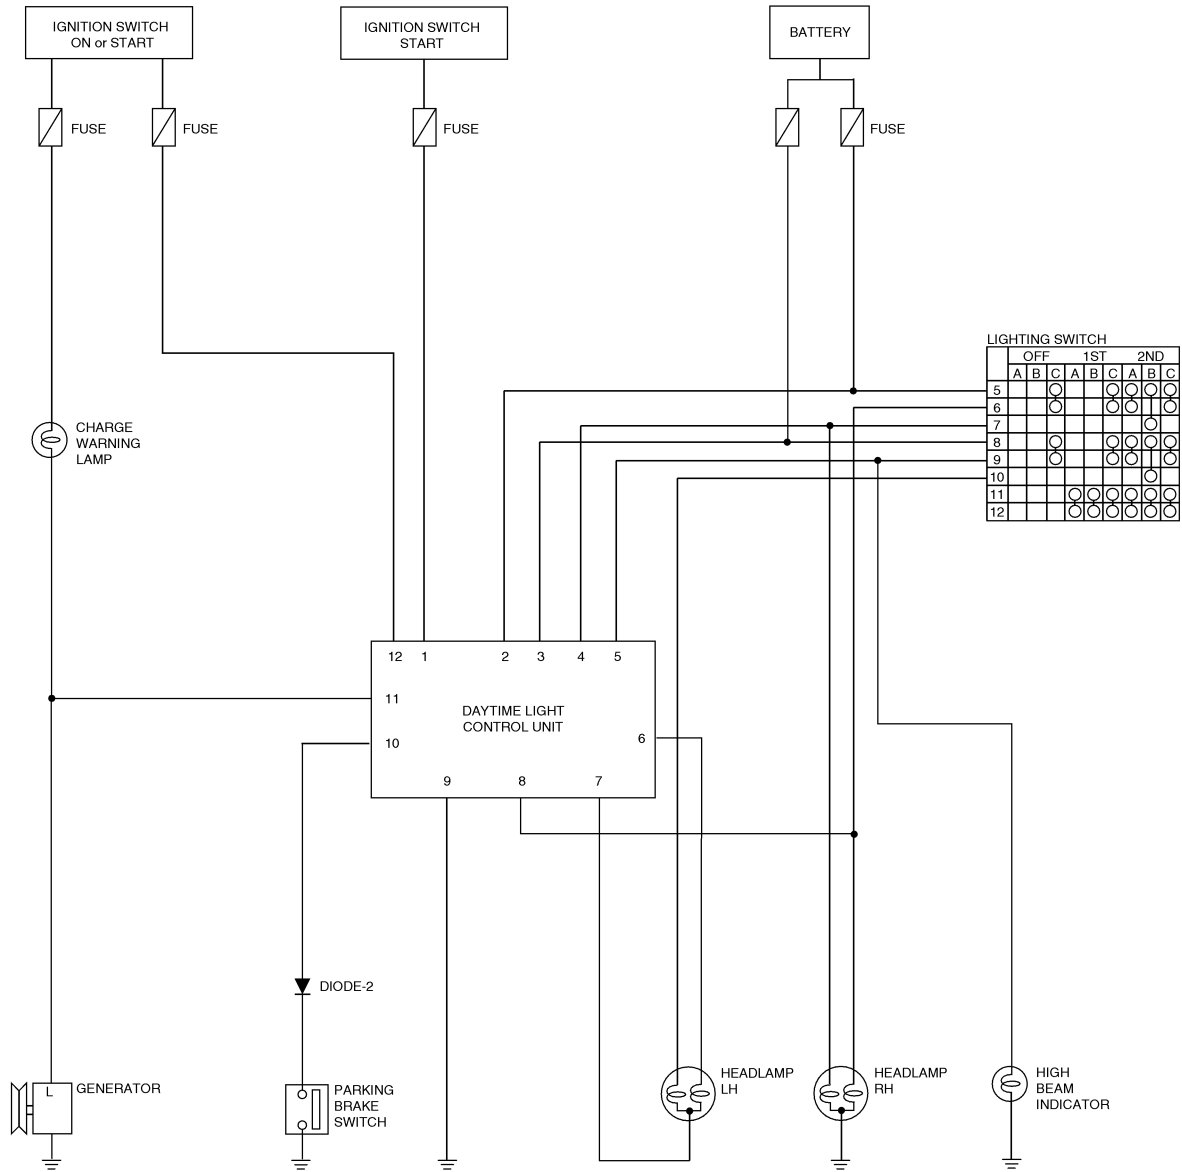 IGNITION SWITCH
ON or START
IGNITION SWITCH
START
BATTERY
FUSE
FUSE
FUSE
FUSE
LIGHTING SWITCH
OFF 1ST 2ND
A B C A B C A B C
5
6
7
8
9
10
11
12
CHARGE
WARNING
LAMP
12 1 2 3 4 5
11
DAYTIME LIGHT
CONTROL UNIT
10
6
9 8 7
DIODE-2
L
GENERATOR
PARKING
BRAKE
SWITCH
HEADLAMP
LH
HEADLAMP
RH
HIGH
BEAM
INDICATOR